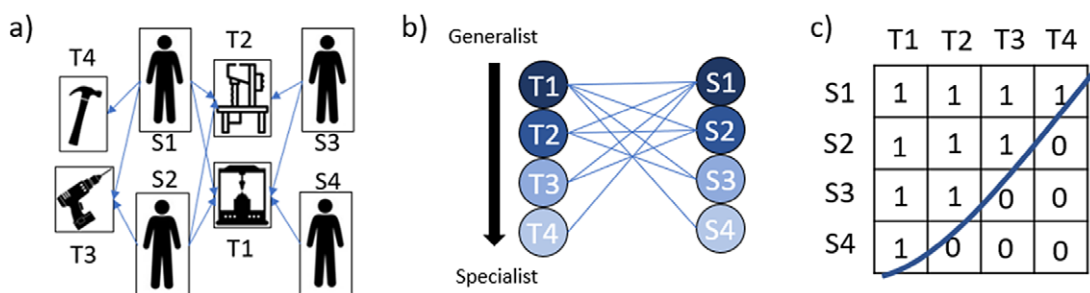 a)
T4
T2
S1
S3
S2
S4
T3
T1
b)
Generalist
T1 S1
T2 S2
T3 S3
T4 S4
Specialist
c)
T1 T2 T3 T4
S1 1 1 1 1
S2 1 1 1 0
S3 1 1 0 0
S4 1 0 0 0